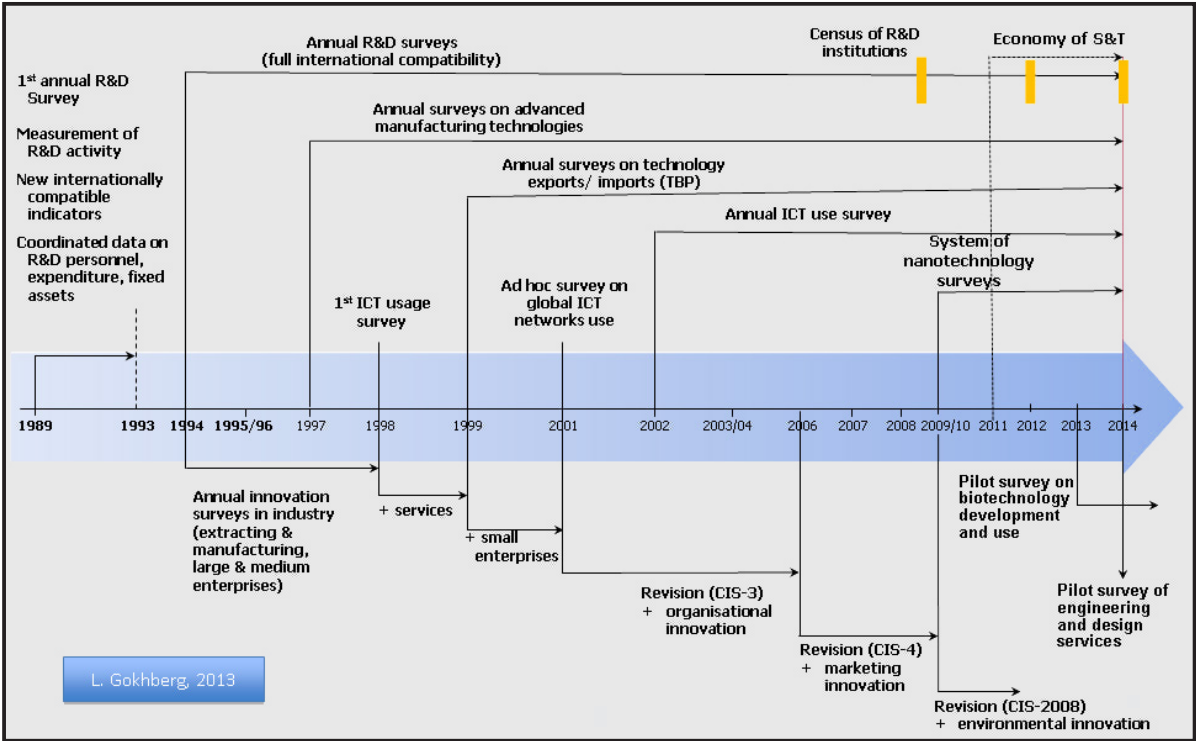 Annual R&D surveys
(full international compatibility)
Census of R&D
institutions
Economy of S&T
1st annual R&D
Survey
Annual surveys on advanced
manufacturing technologies
Measurement of
R&D activity
Annual surveys on technology
exports/ imports (TBP)
New internationally
compatible
indicators
Annual ICT use survey
Coordinated data on
R&D personnel,
expenditure, fixed
assets
System of
nanotechnology
surveys
1st ICT usage
survey
Ad hoc survey on
global ICT
networks use
1989 1993 1994 1995/96 1997 1998 1999 2001 2002 2003/04 2006 2007 2008 2009/10 2011 2012 2013 2014
Annual innovation
surveys in industry
(extracting &
manufacturing,
large & medium
enterprises)
+ services
+ small
enterprises
Revision (CIS-3)
+ organisational
innovation
Revision (CIS-4)
+ marketing
innovation
Revision (CIS-2008)
+ environmental innovation
Pilot survey on
biotechnology
development
and use
Pilot survey of
engineering
and design
services
L. Gokhberg, 2013